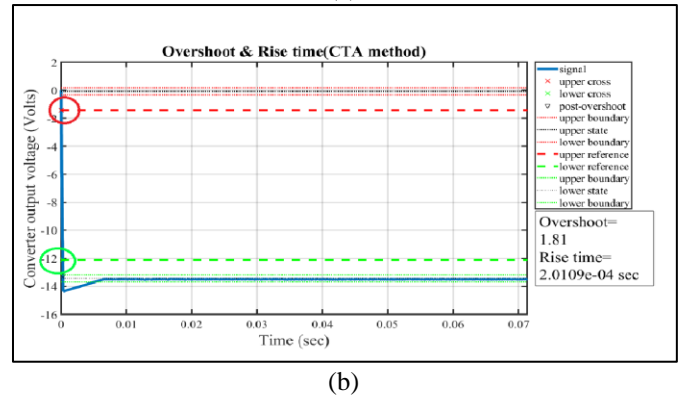 Overshoot & Rise time(CTA method)
Converter output voltage (Volts)
2
0
-2
-4
-6
-8
-10
-12
-14
-16
0
0.01
0.02
0.03
0.04
0.05
0.06
0.07
Time (sec)
signal
upper cross
lower cross
post-overshoot
upper boundary
upper state
lower boundary
upper reference
lower reference
upper boundary
lower state
lower boundary
Overshoot=
1.81
Rise time=
2.0109e-04 sec
(b)